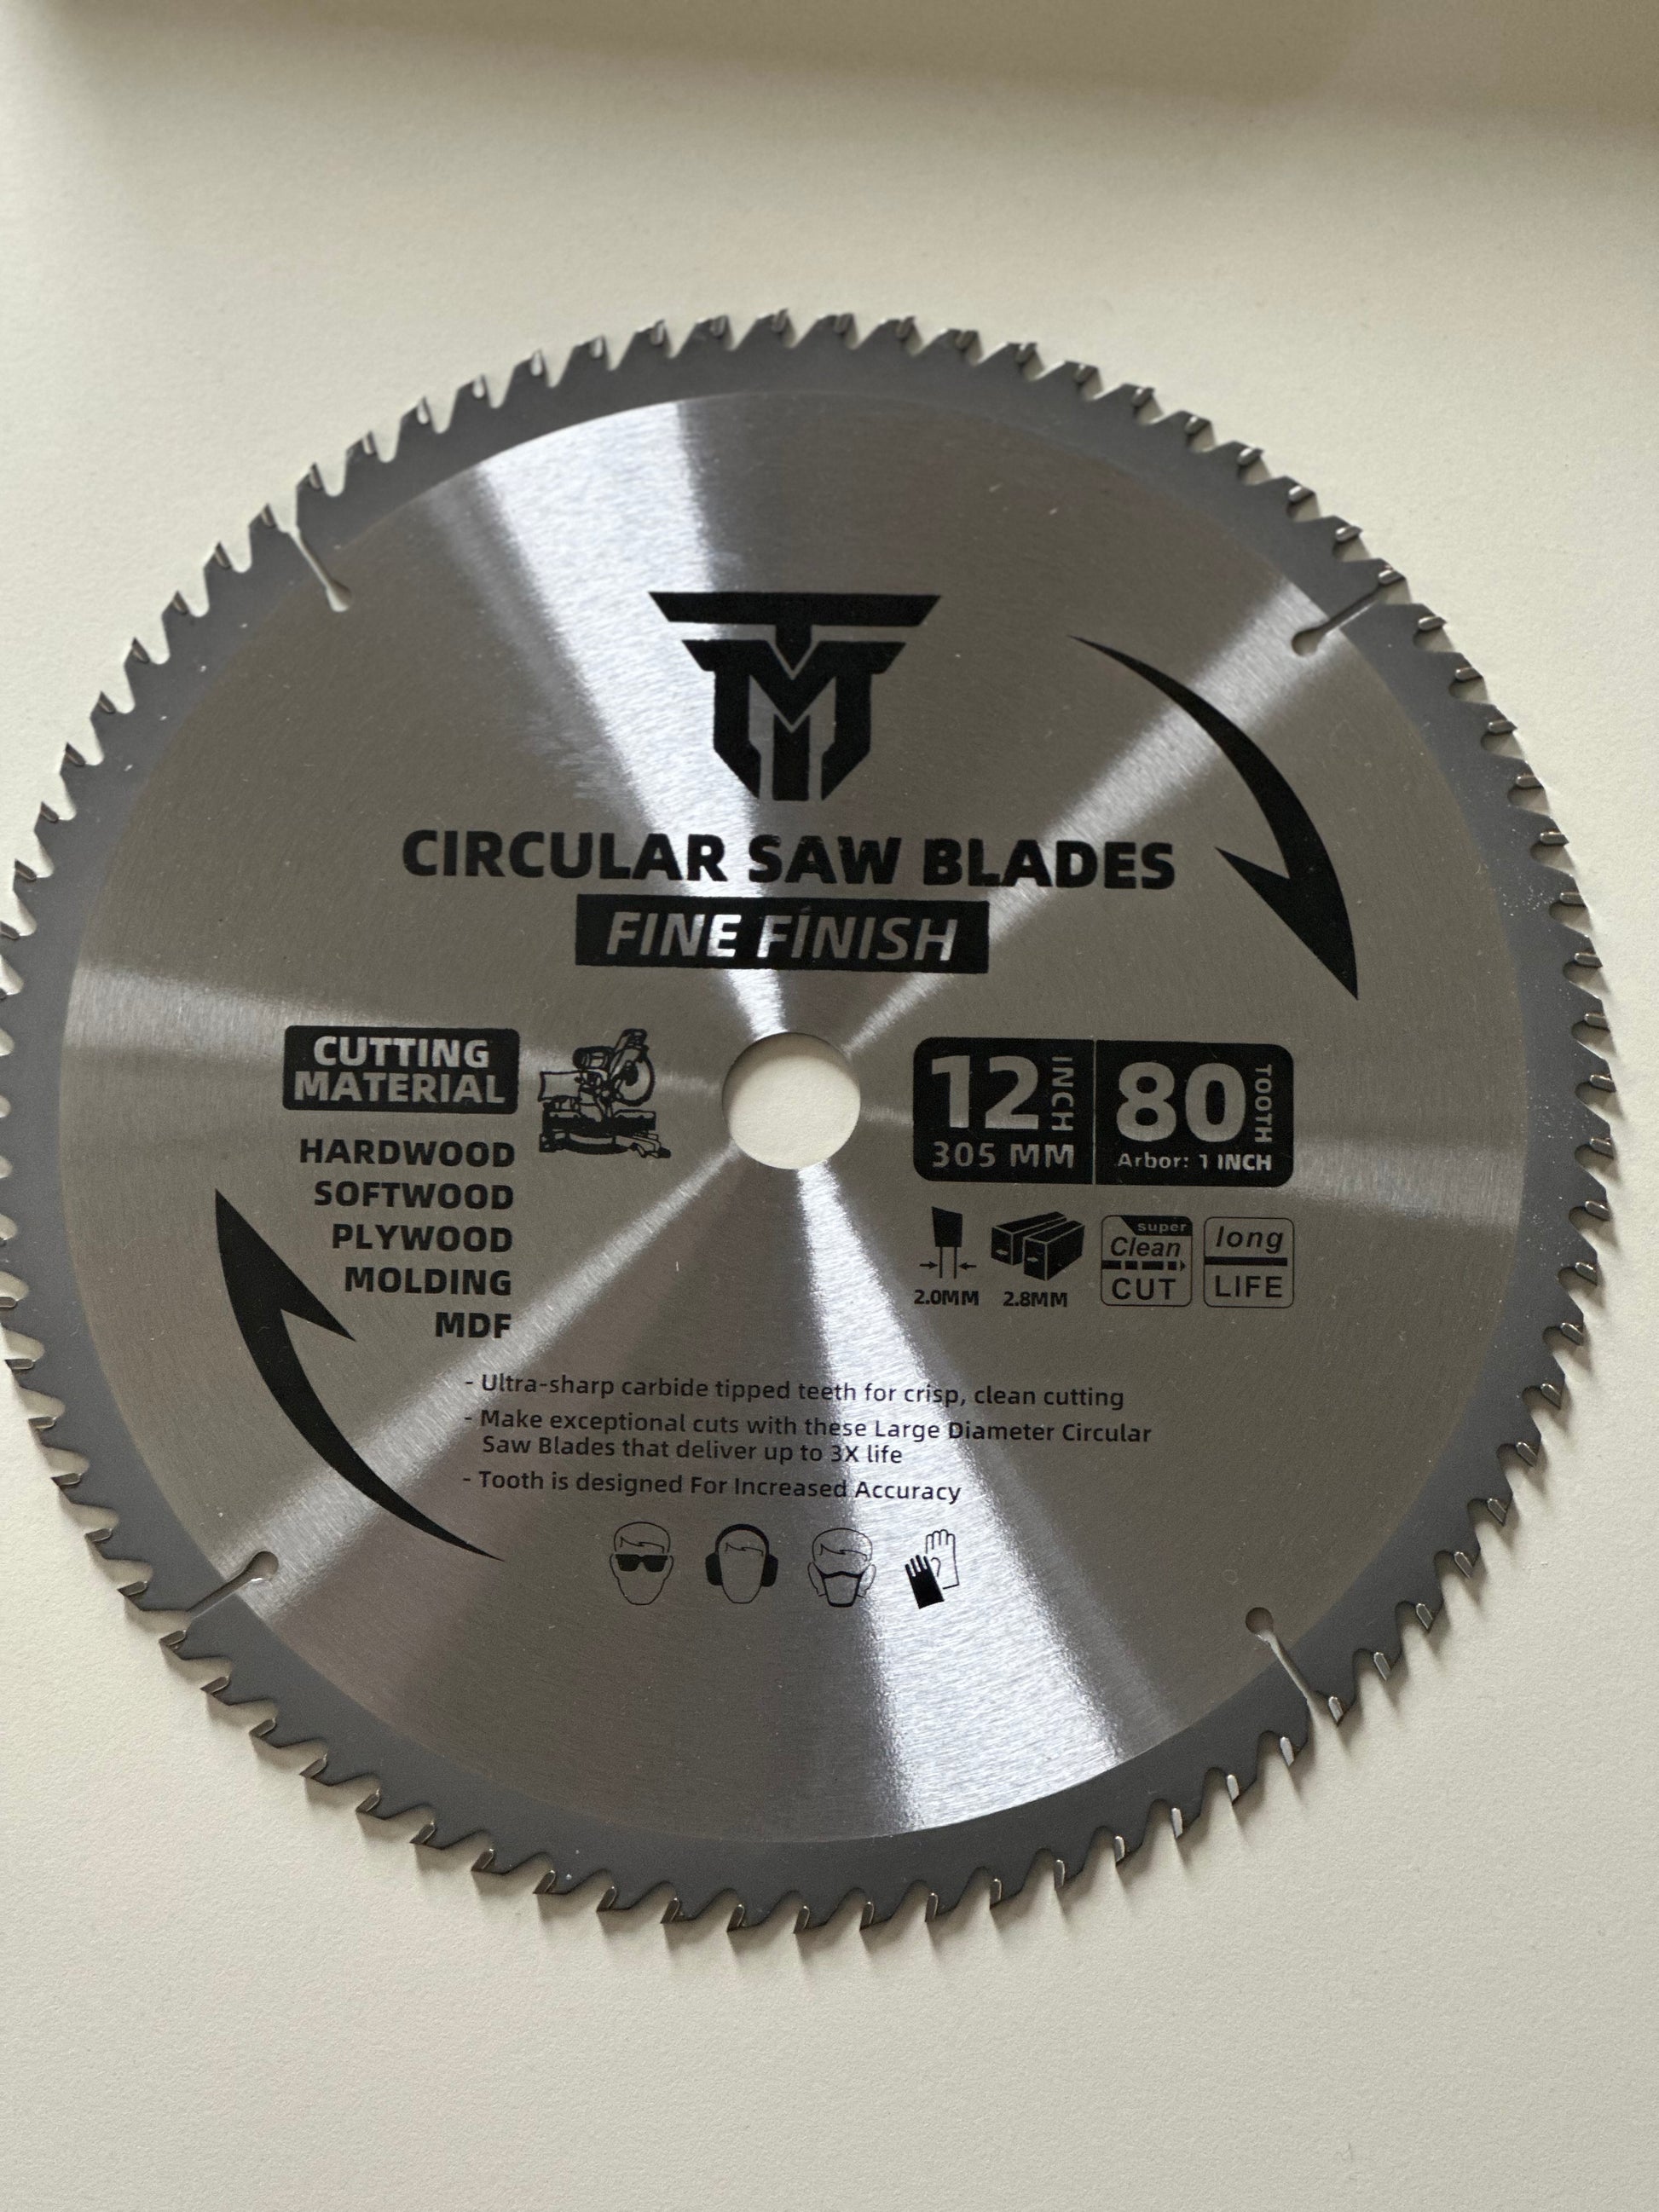 TM
CIRCULAR SAW BLADES
FINE FINISH
CUTTING
MATERIAL
HARDWOOD
SOFTWOOD
PLYWOOD
MOLDING
MDF
12 INCH
305 MM
80 TOOTH
Arbor: 1 INCH
2.0MM
2.8MM
super
Clean
CUT
long
LIFE
- Ultra-sharp carbide tipped teeth for crisp, clean cutting
- Make exceptional cuts with these Large Diameter Circular
Saw Blades that deliver up to 3X life
- Tooth is designed For Increased Accuracy